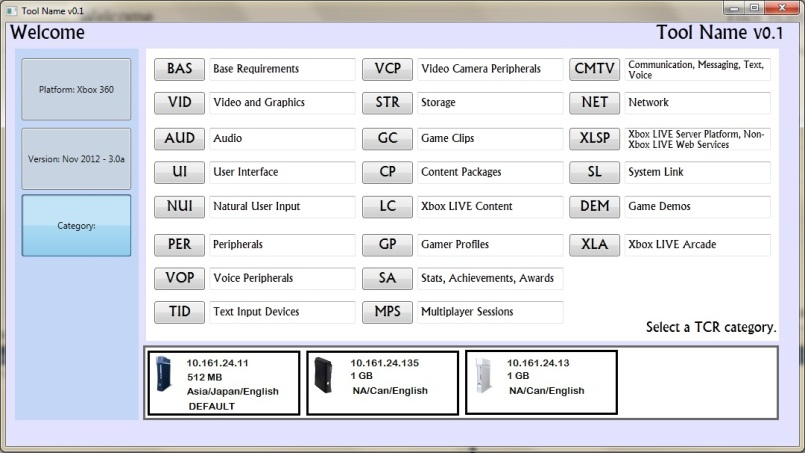 Tool Name v0.1
Welcome
Tool Name v0.1
Platform: Xbox 360
Version: Nov 2012 - 3.0a
Category:
BAS Base Requirements
VCP Video Camera Peripherals
CMTV Communication, Messaging, Text,
Voice
VID Video and Graphics
STR Storage
NET Network
AUD Audio
GC Game Clips
XLSP Xbox LIVE Server Platform, Non-
Xbox LIVE Web Services
UI User Interface
CP Content Packages
SL System Link
NUI Natural User Input
LC Xbox LIVE Content
DEM Game Demos
PER Peripherals
GP Gamer Profiles
XLA Xbox LIVE Arcade
VOP Voice Peripherals
SA Stats, Achievements, Awards
TID Text Input Devices
MPS Multiplayer Sessions
Select a TCR category.
10.161.24.11
512 MB
Asia/Japan/English
DEFAULT
10.161.24.135
1 GB
NA/Can/English
10.161.24.13
1 GB
NA/Can/English